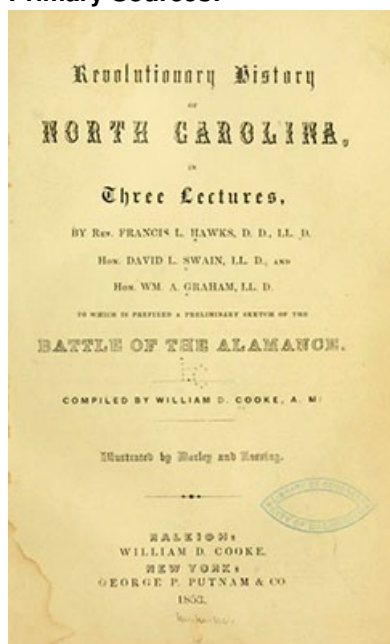 Primary Sources:
Revolutionary History
OF
NORTH CAROLINA,
IN
Three Lectures,
BY REV. FRANCIS L. HAWKS, D. D., LL. D.
HON. DAVID L. SWAIN, LL. D., AND
HON. WM. A. GRAHAM, LL. D.
TO WHICH IS PREFIXED A PRELIMINARY SKETCH OF THE
BATTLE OF THE ALAMANCE.
COMPILED BY WILLIAM D. COOKE, A. M.
Illustrated by Darley and
RALEIGH:
WILLIAM D. COOKE.
NEW YORK:
GEORGE P. PUTNAM & CO
1853.